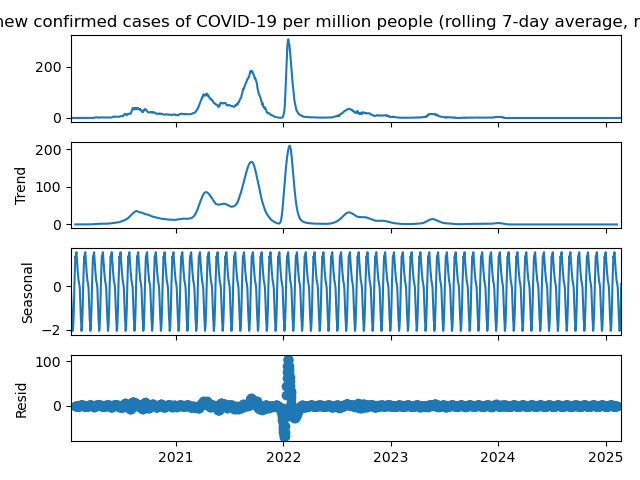 new confirmed cases of COVID-19 per million people (rolling 7-day average,
200
0
Trend
200
100
0
Seasonal
0
−2
Resid
100
0
2021 2022 2023 2024 2025